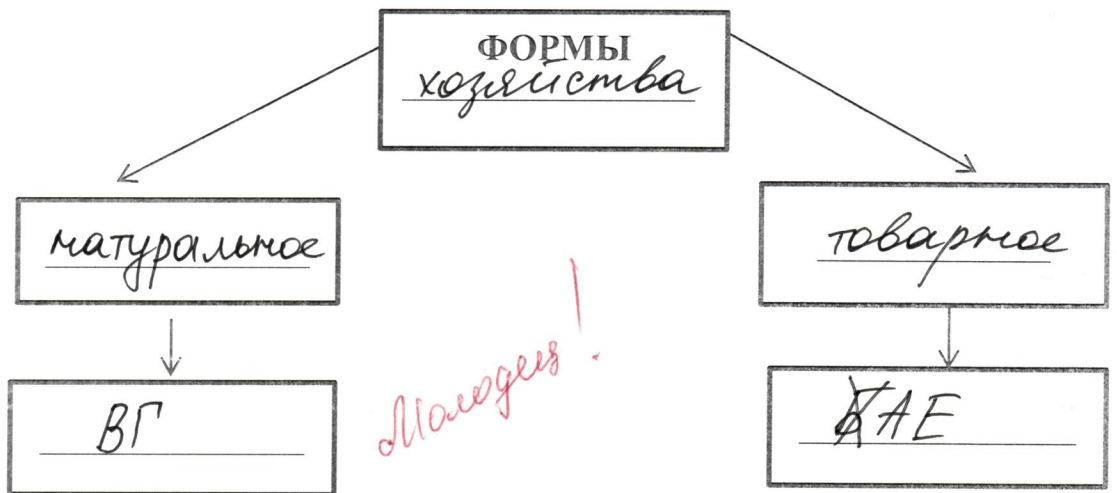 ФОРМЫ
хозяйства
натуральное
товарное
Молодец!
ВГ
АЕ